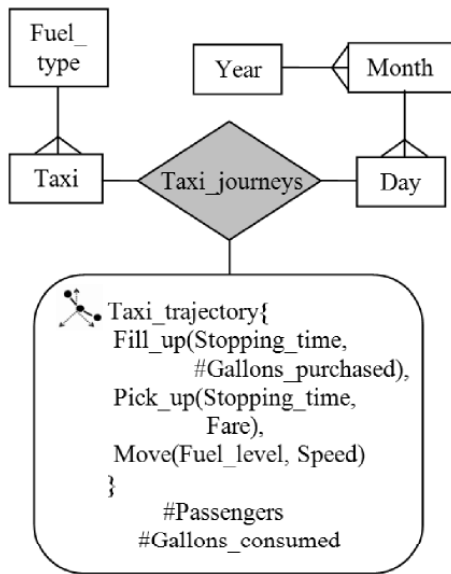 Fuel_
type
Year
Month
Taxi
Taxi_journeys
Day
Taxi_trajectory{
Fill_up(Stopping_time,
#Gallons_purchased),
Pick_up(Stopping_time,
Fare),
Move(Fuel_level, Speed)
}
#Passengers
#Gallons_consumed